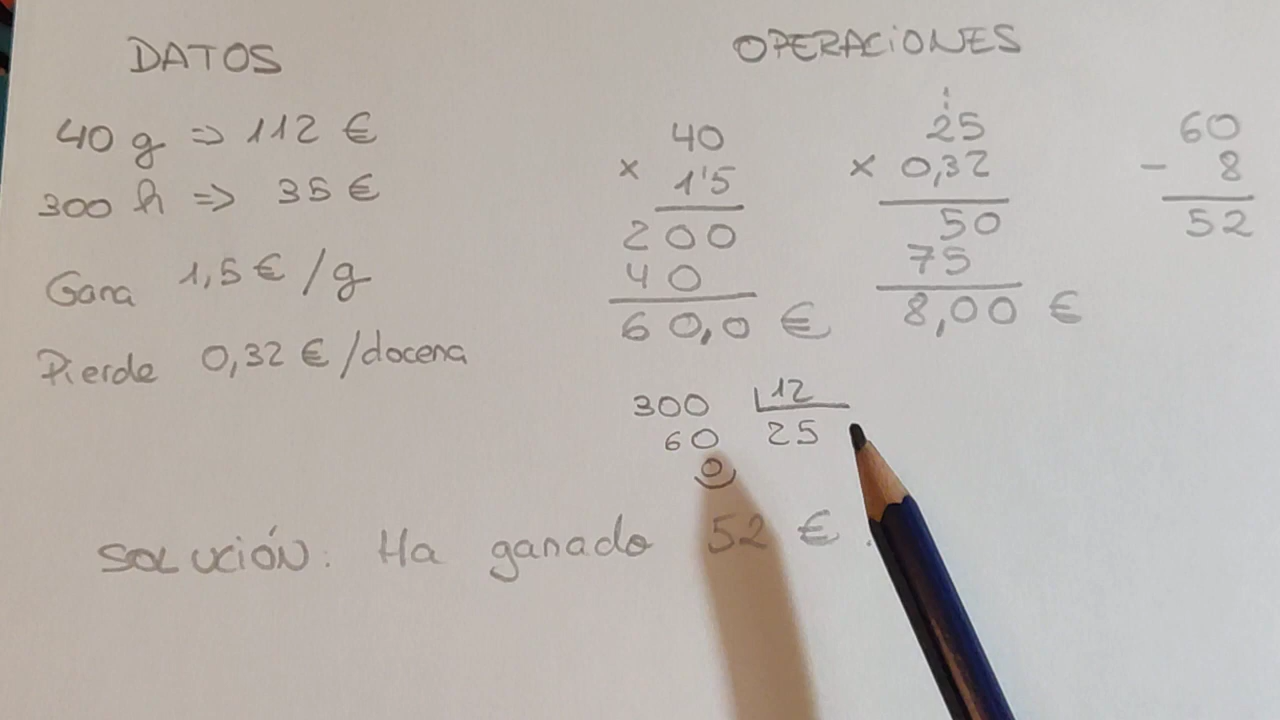 DATOS
40 g => 112 €
300 h => 35 €
Gana 1,5 € / g
Pierde 0,32 € /docena
OPERACIONES
40
x 1'5
200
40
60,0 €
1
25
x 0,32
50
75
8,00 €
60
- 8
52
300 12
60 25
0
SOLUCIÓN: Ha ganado 52 €.